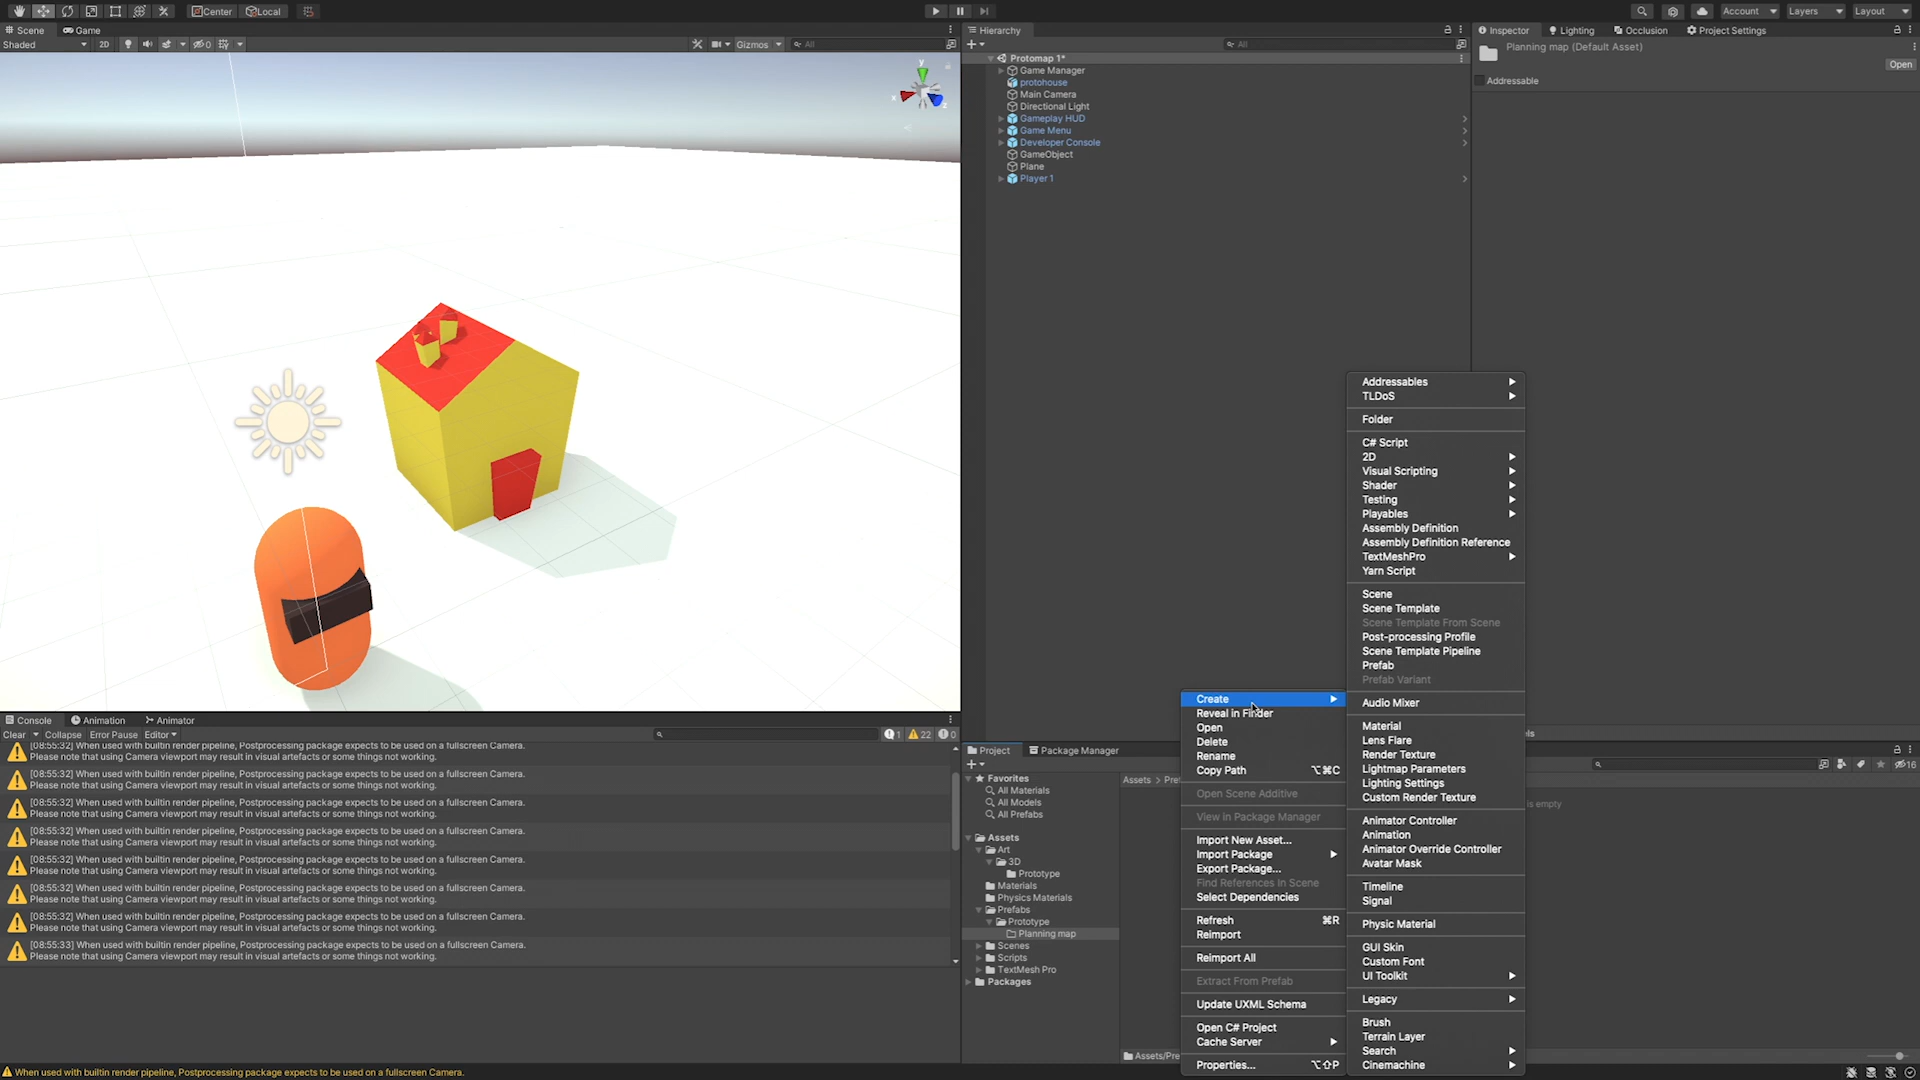 Center
Local
Account
Layers
Layout
Scene
Game
Shaded
2D
0
Gizmos
All
y
x
z
Hierarchy
All
Protomap 1*
Game Manager
protohouse
Main Camera
Directional Light
Gameplay HUD
Game Menu
Developer Console
GameObject
Plane
Player 1
Inspector
Lighting
Occlusion
Project Settings
Planning map (Default Asset)
Open
Addressable
Console
Animation
Animator
Clear
Collapse
Error Pause
Editor
1
22
0
[08:55:32] When used with builtin render pipeline, Postprocessing package expects to be used on a fullscreen Camera.
Please note that using Camera viewport may result in visual artefacts or some things not working.
[08:55:32] When used with builtin render pipeline, Postprocessing package expects to be used on a fullscreen Camera.
Please note that using Camera viewport may result in visual artefacts or some things not working.
[08:55:32] When used with builtin render pipeline, Postprocessing package expects to be used on a fullscreen Camera.
Please note that using Camera viewport may result in visual artefacts or some things not working.
[08:55:32] When used with builtin render pipeline, Postprocessing package expects to be used on a fullscreen Camera.
Please note that using Camera viewport may result in visual artefacts or some things not working.
[08:55:32] When used with builtin render pipeline, Postprocessing package expects to be used on a fullscreen Camera.
Please note that using Camera viewport may result in visual artefacts or some things not working.
[08:55:32] When used with builtin render pipeline, Postprocessing package expects to be used on a fullscreen Camera.
Please note that using Camera viewport may result in visual artefacts or some things not working.
[08:55:32] When used with builtin render pipeline, Postprocessing package expects to be used on a fullscreen Camera.
Please note that using Camera viewport may result in visual artefacts or some things not working.
[08:55:33] When used with builtin render pipeline, Postprocessing package expects to be used on a fullscreen Camera.
Please note that using Camera viewport may result in visual artefacts or some things not working.
When used with builtin render pipeline, Postprocessing package expects to be used on a fullscreen Camera.
Project
Package Manager
16
Favorites
All Materials
All Models
All Prefabs
Assets
Art
3D
Prototype
Materials
Physics Materials
Prefabs
Prototype
Planning map
Scenes
Scripts
TextMesh Pro
Packages
Assets > Pre
is empty
Assets/Pre
Create
Reveal in Finder
Open
Delete
Rename
Copy Path ⌥⌘C
Open Scene Additive
View in Package Manager
Import New Asset...
Import Package
Export Package...
Find References in Scene
Select Dependencies
Refresh ⌘R
Reimport
Reimport All
Extract From Prefab
Update UXML Schema
Open C# Project
Cache Server
Properties... ⌥⇧P
Addressables
TLDoS
Folder
C# Script
2D
Visual Scripting
Shader
Testing
Playables
Assembly Definition
Assembly Definition Reference
TextMeshPro
Yarn Script
Scene
Scene Template
Scene Template From Scene
Post-processing Profile
Scene Template Pipeline
Prefab
Prefab Variant
Audio Mixer
Material
Lens Flare
Render Texture
Lightmap Parameters
Lighting Settings
Custom Render Texture
Animator Controller
Animation
Animator Override Controller
Avatar Mask
Timeline
Signal
Physic Material
GUI Skin
Custom Font
UI Toolkit
Legacy
Brush
Terrain Layer
Search
Cinemachine